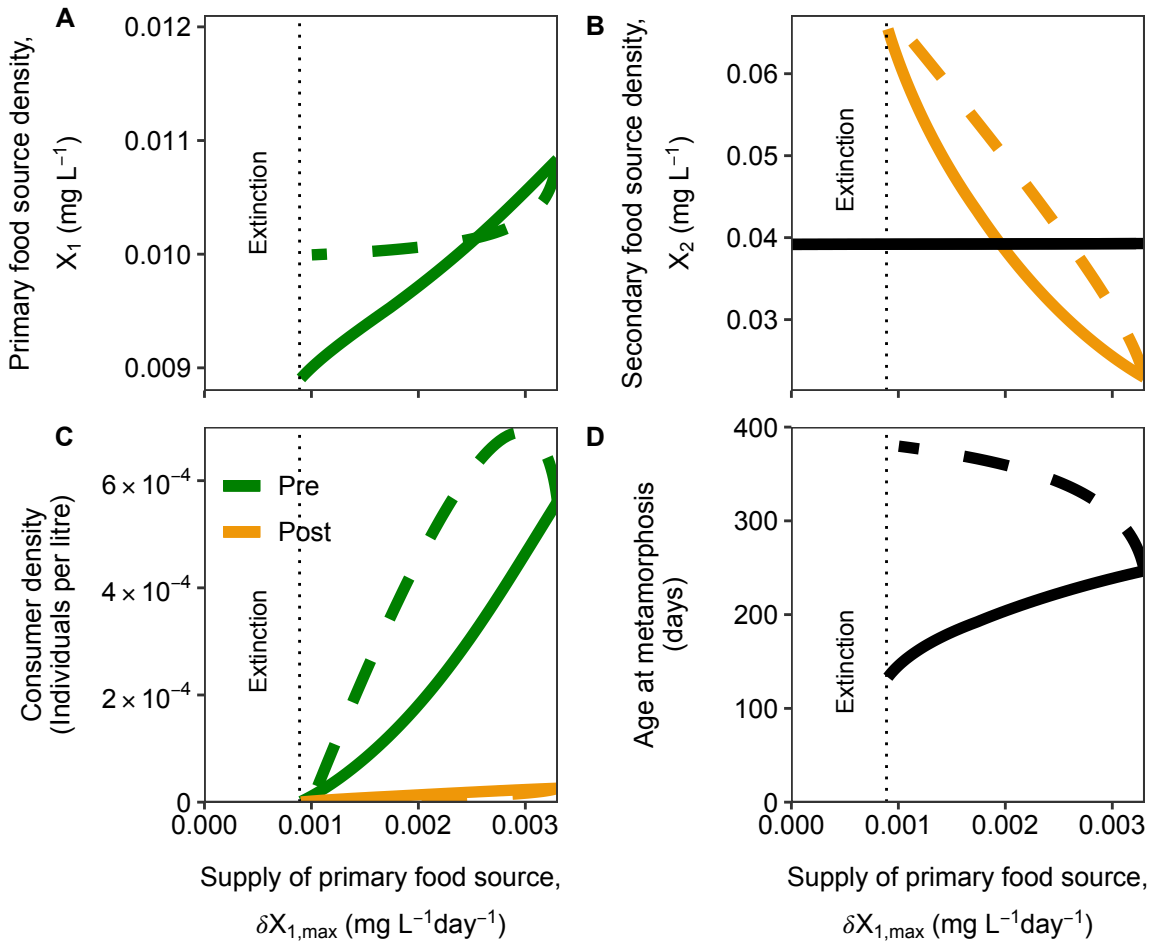 A
Primary food source density,
X₁ (mg L⁻¹)
0.012
0.011
0.010
0.009
Extinction
B
Secondary food source density,
X₂ (mg L⁻¹)
0.06
0.05
0.04
0.03
Extinction
C
Consumer density
(Individuals per litre)
6 × 10⁻⁴
4 × 10⁻⁴
2 × 10⁻⁴
0
Pre
Post
Extinction
0.000 0.001 0.002 0.003
Supply of primary food source,
δX₁,max (mg L⁻¹day⁻¹)
D
Age at metamorphosis
(days)
400
300
200
100
0
Extinction
0.000 0.001 0.002 0.003
Supply of primary food source,
δX₁,max (mg L⁻¹day⁻¹)